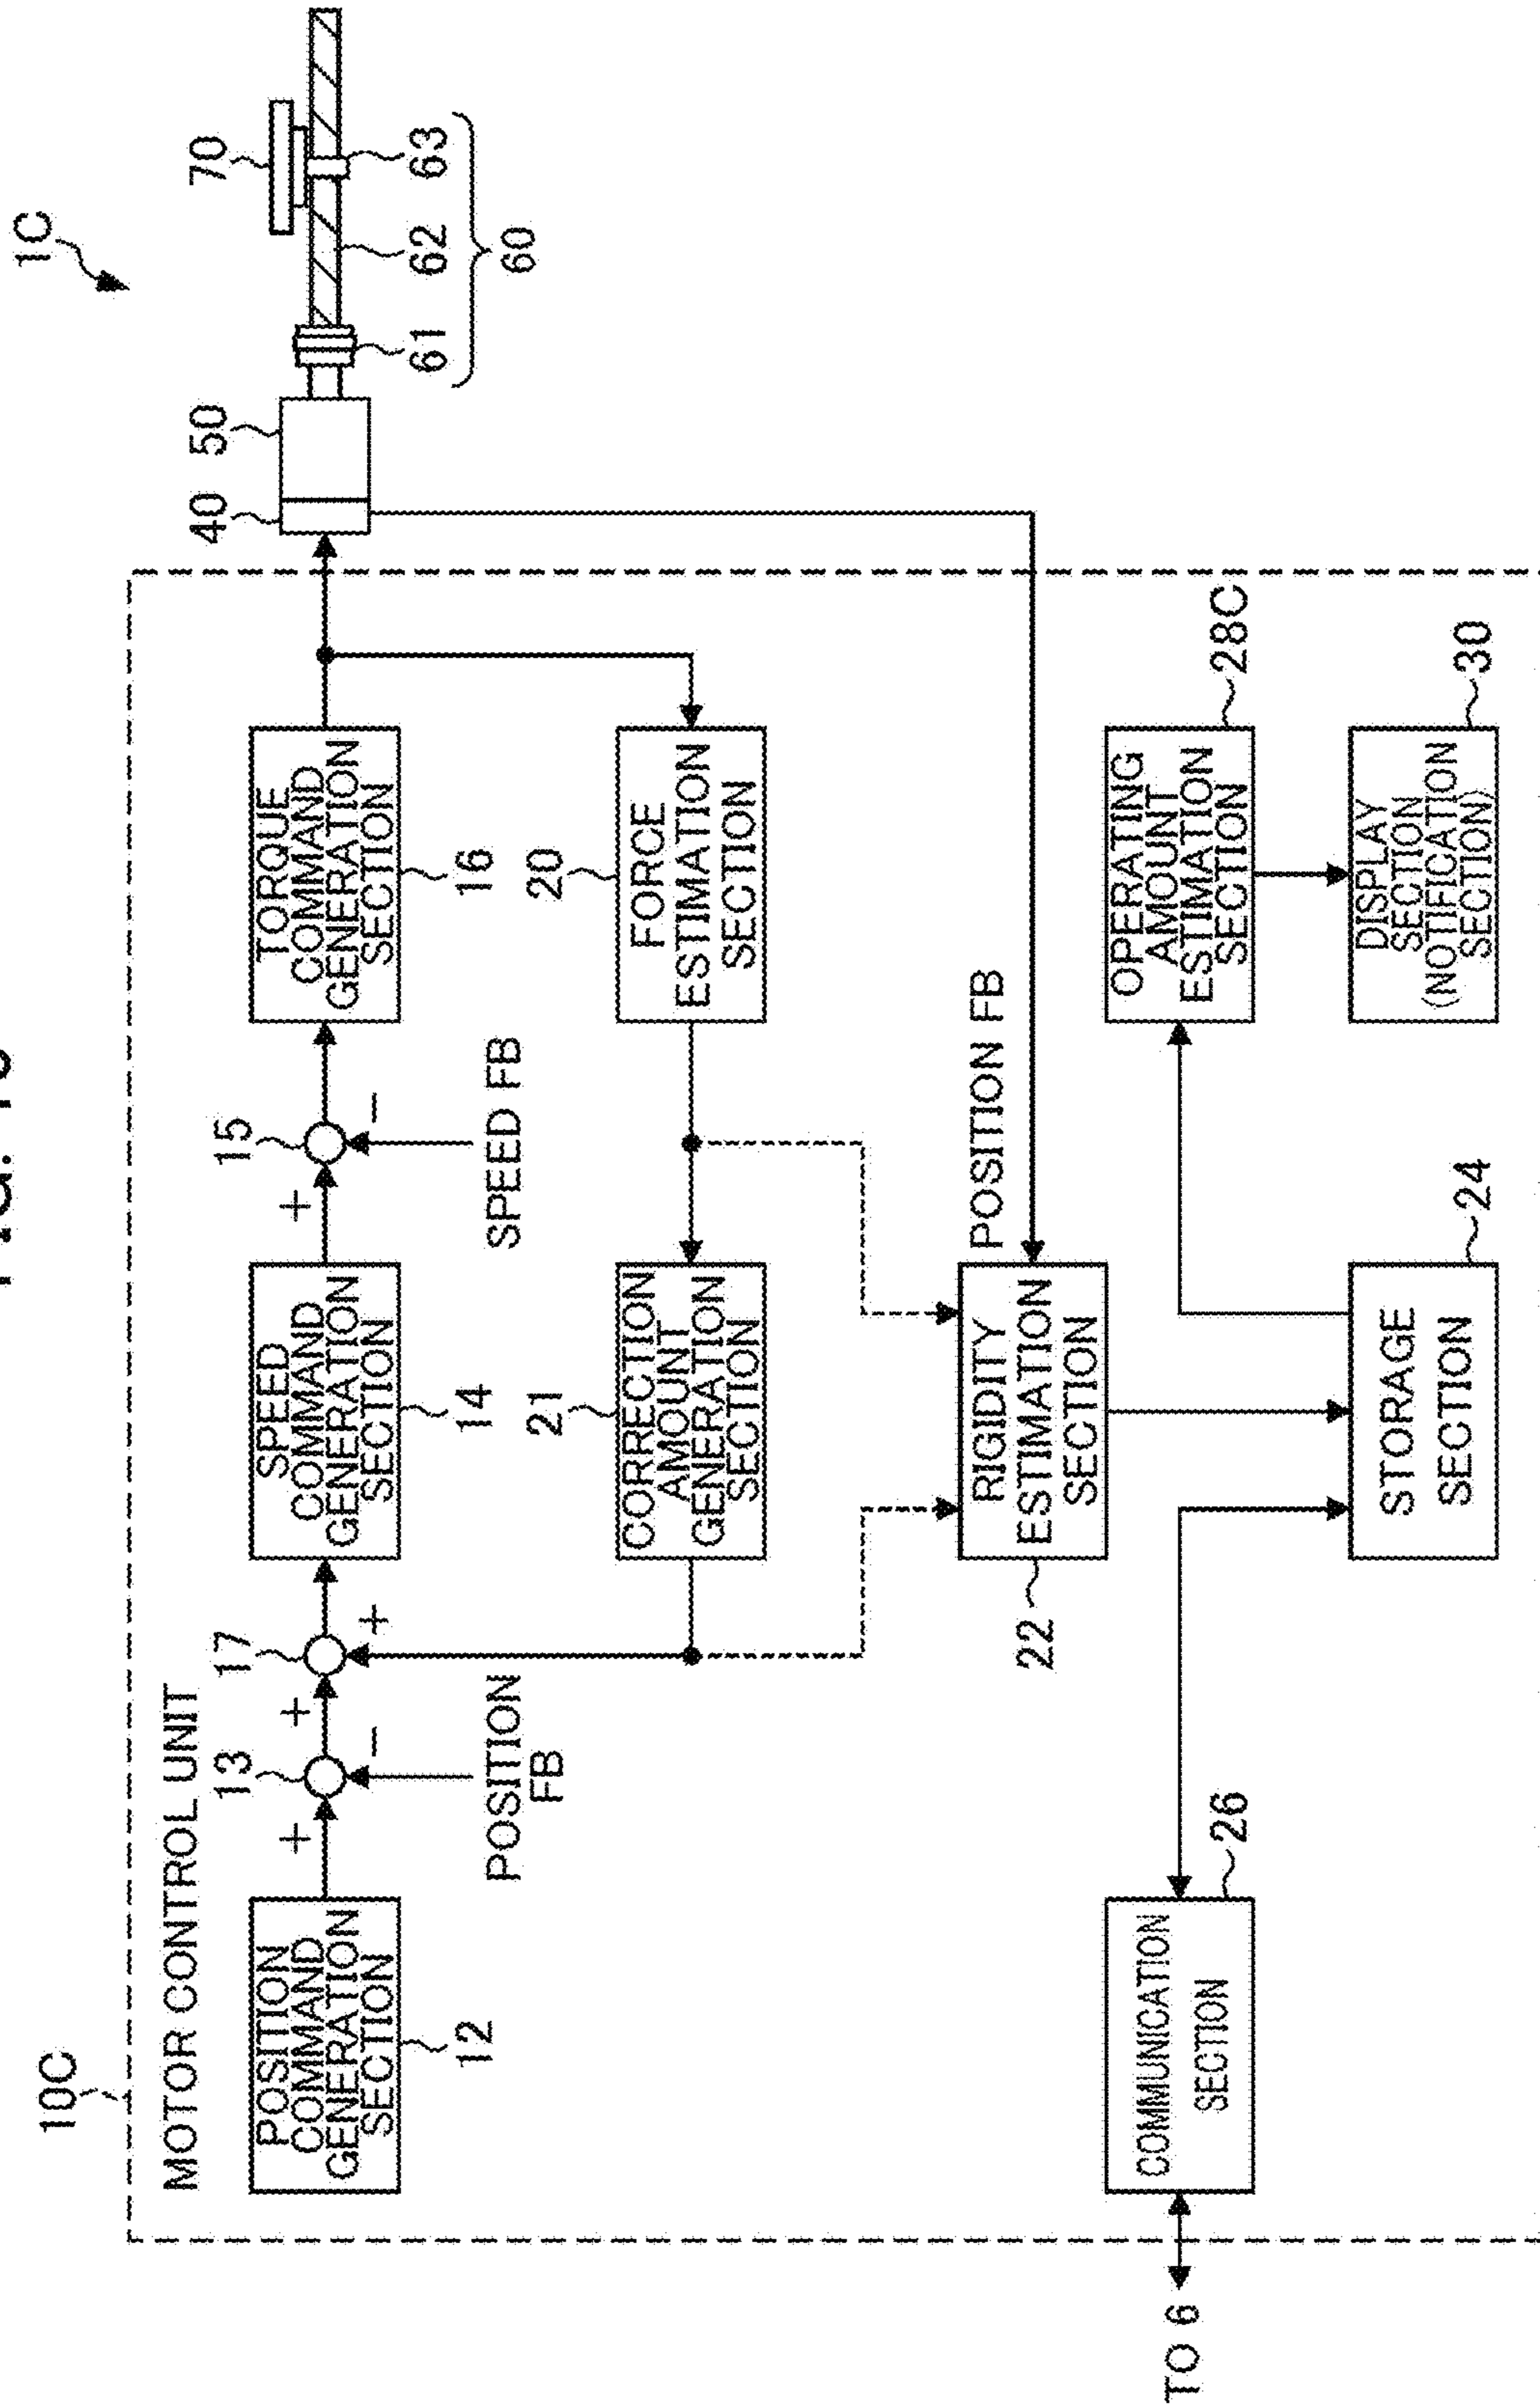 1C
10C
MOTOR CONTROL UNIT
POSITION
COMMAND
GENERATION
SECTION
12
+
13
−
POSITION
FB
+
17
+
SPEED
COMMAND
GENERATION
SECTION
14
+
15
−
SPEED FB
TORQUE
COMMAND
GENERATION
SECTION
16
40
50
70
61
62
63
60
21
CORRECTION
AMOUNT
GENERATION
SECTION
20
FORCE
ESTIMATION
SECTION
POSITION FB
22
RIGIDITY
ESTIMATION
SECTION
TO 6
COMMUNICATION
SECTION
26
OPERATING
AMOUNT
ESTIMATION
SECTION
28C
STORAGE
SECTION
24
DISPLAY
SECTION
(NOTIFICATION
SECTION)
30